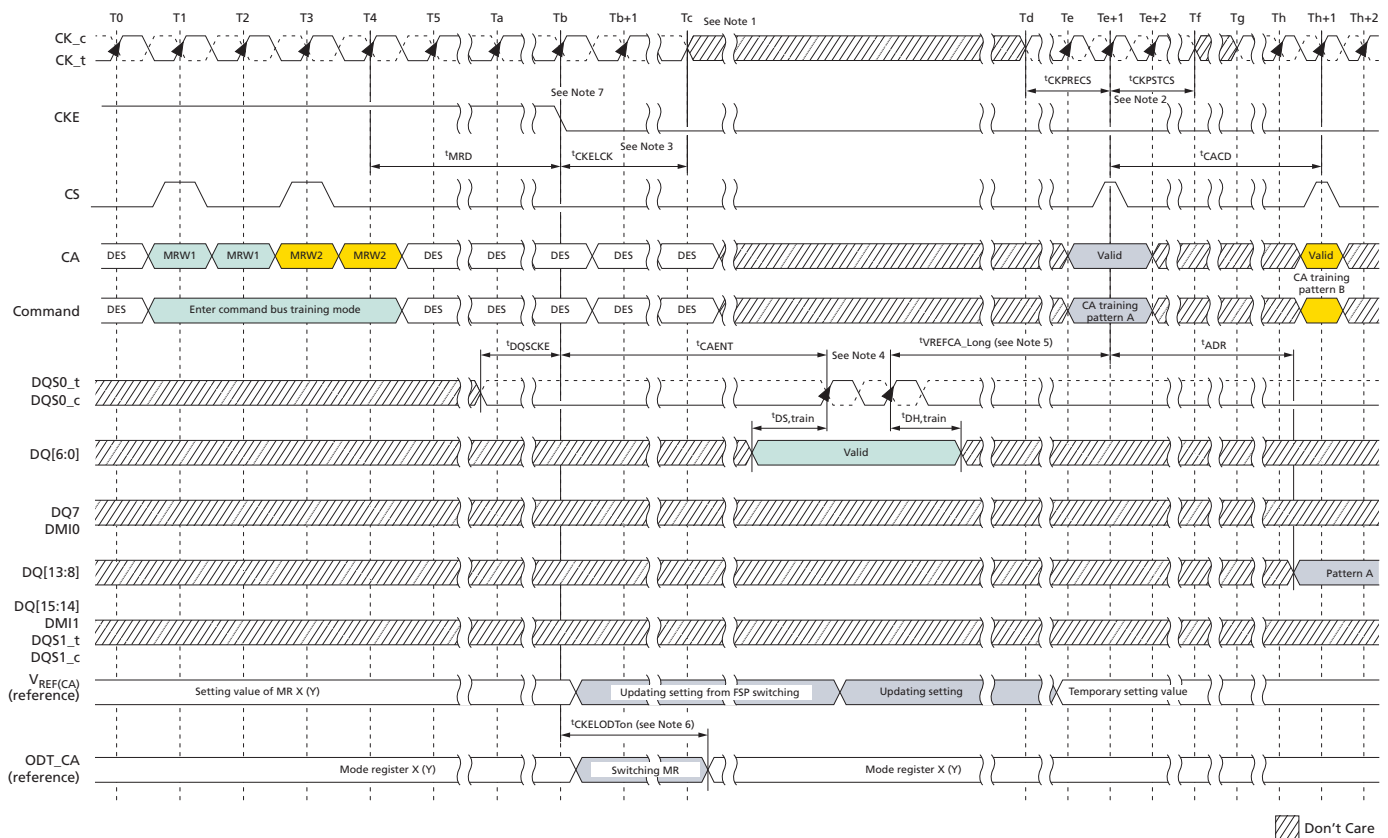 T0 T1 T2 T3 T4 T5 Ta Tb Tb+1 Tc See Note 1 Td Te Te+1 Te+2 Tf Tg Th Th+1 Th+2
CK_c
CK_t
tCKPRECS tCKPSTCS
See Note 7 See Note 2
CKE
See Note 3
tMRD tCKELCK tCACD
CS
CA DES MRW1 MRW1 MRW2 MRW2 DES DES DES DES DES Valid Valid
CA training
pattern B
Command DES Enter command bus training mode DES DES DES DES DES CA training
pattern A
tDQSCKE tCAENT See Note 4 tVREFCA_Long (see Note 5) tADR
DQS0_t
DQS0_c
tDS,train tDH,train
DQ[6:0] Valid
DQ7
DMI0
DQ[13:8] Pattern A
DQ[15:14]
DMI1
DQS1_t
DQS1_c
VREF(CA)
(reference) Setting value of MR X (Y) Updating setting from FSP switching Updating setting Temporary setting value
tCKELODTon (see Note 6)
ODT_CA
(reference) Mode register X (Y) Switching MR Mode register X (Y)
Don't Care